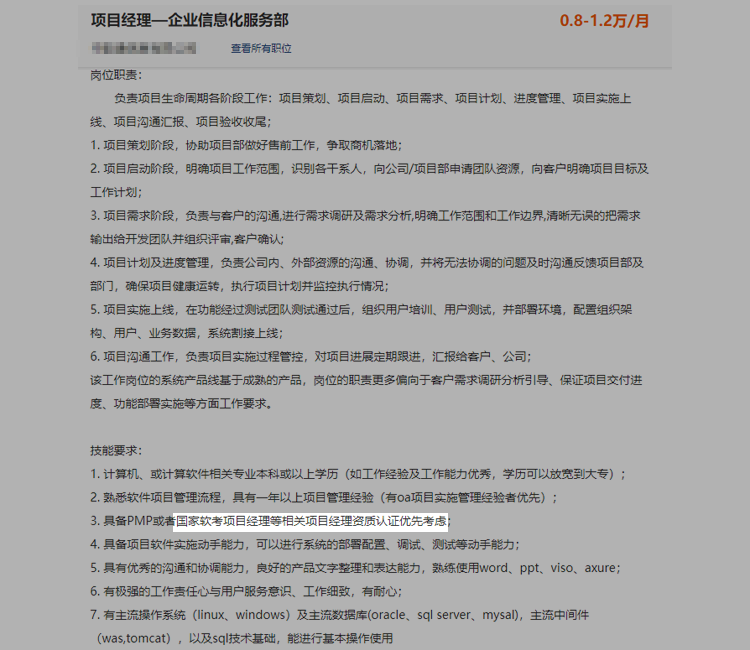 项目经理—企业信息化服务部
0.8-1.2万/月
查看所有职位
岗位职责：
负责项目生命周期各阶段工作：项目策划、项目启动、项目需求、项目计划、进度管理、项目实施上
线、项目沟通汇报、项目验收收尾；
1. 项目策划阶段，协助项目部做好售前工作，争取商机落地；
2. 项目启动阶段，明确项目工作范围，识别各干系人，向公司/项目部申请团队资源，向客户明确项目目标及
工作计划；
3. 项目需求阶段，负责与客户的沟通,进行需求调研及需求分析,明确工作范围和工作边界,清晰无误的把需求
输出给开发团队并组织评审,客户确认;
4. 项目计划及进度管理，负责公司内、外部资源的沟通、协调，并将无法协调的问题及时沟通反馈项目部及
部门，确保项目健康运转，执行项目计划并监控执行情况；
5. 项目实施上线，在功能经过测试团队测试通过后，组织用户培训、用户测试，并部署环境，配置组织架
构、用户、业务数据，系统割接上线；
6. 项目沟通工作，负责项目实施过程管控，对项目进展定期跟进，汇报给客户、公司；
该工作岗位的系统产品线基于成熟的产品，岗位的职责更多偏向于客户需求调研分析引导、保证项目交付进
度、功能部署实施等方面工作要求。
技能要求：
1. 计算机、或计算软件相关专业本科或以上学历（如工作经验及工作能力优秀，学历可以放宽到大专）；
2. 熟悉软件项目管理流程，具有一年以上项目管理经验（有oa项目实施管理经验者优先）；
3. 具备PMP或者国家软考项目经理等相关项目经理资质认证优先考虑；
4. 具备项目软件实施动手能力，可以进行系统的部署配置、调试、测试等动手能力；
5. 具有优秀的沟通和协调能力，良好的产品文字整理和表达能力，熟练使用word、ppt、viso、axure；
6. 有极强的工作责任心与用户服务意识、工作细致，有耐心；
7. 有主流操作系统（linux、windows）及主流数据库(oracle、sql server、mysal)，主流中间件
（was,tomcat），以及sql技术基础，能进行基本操作使用